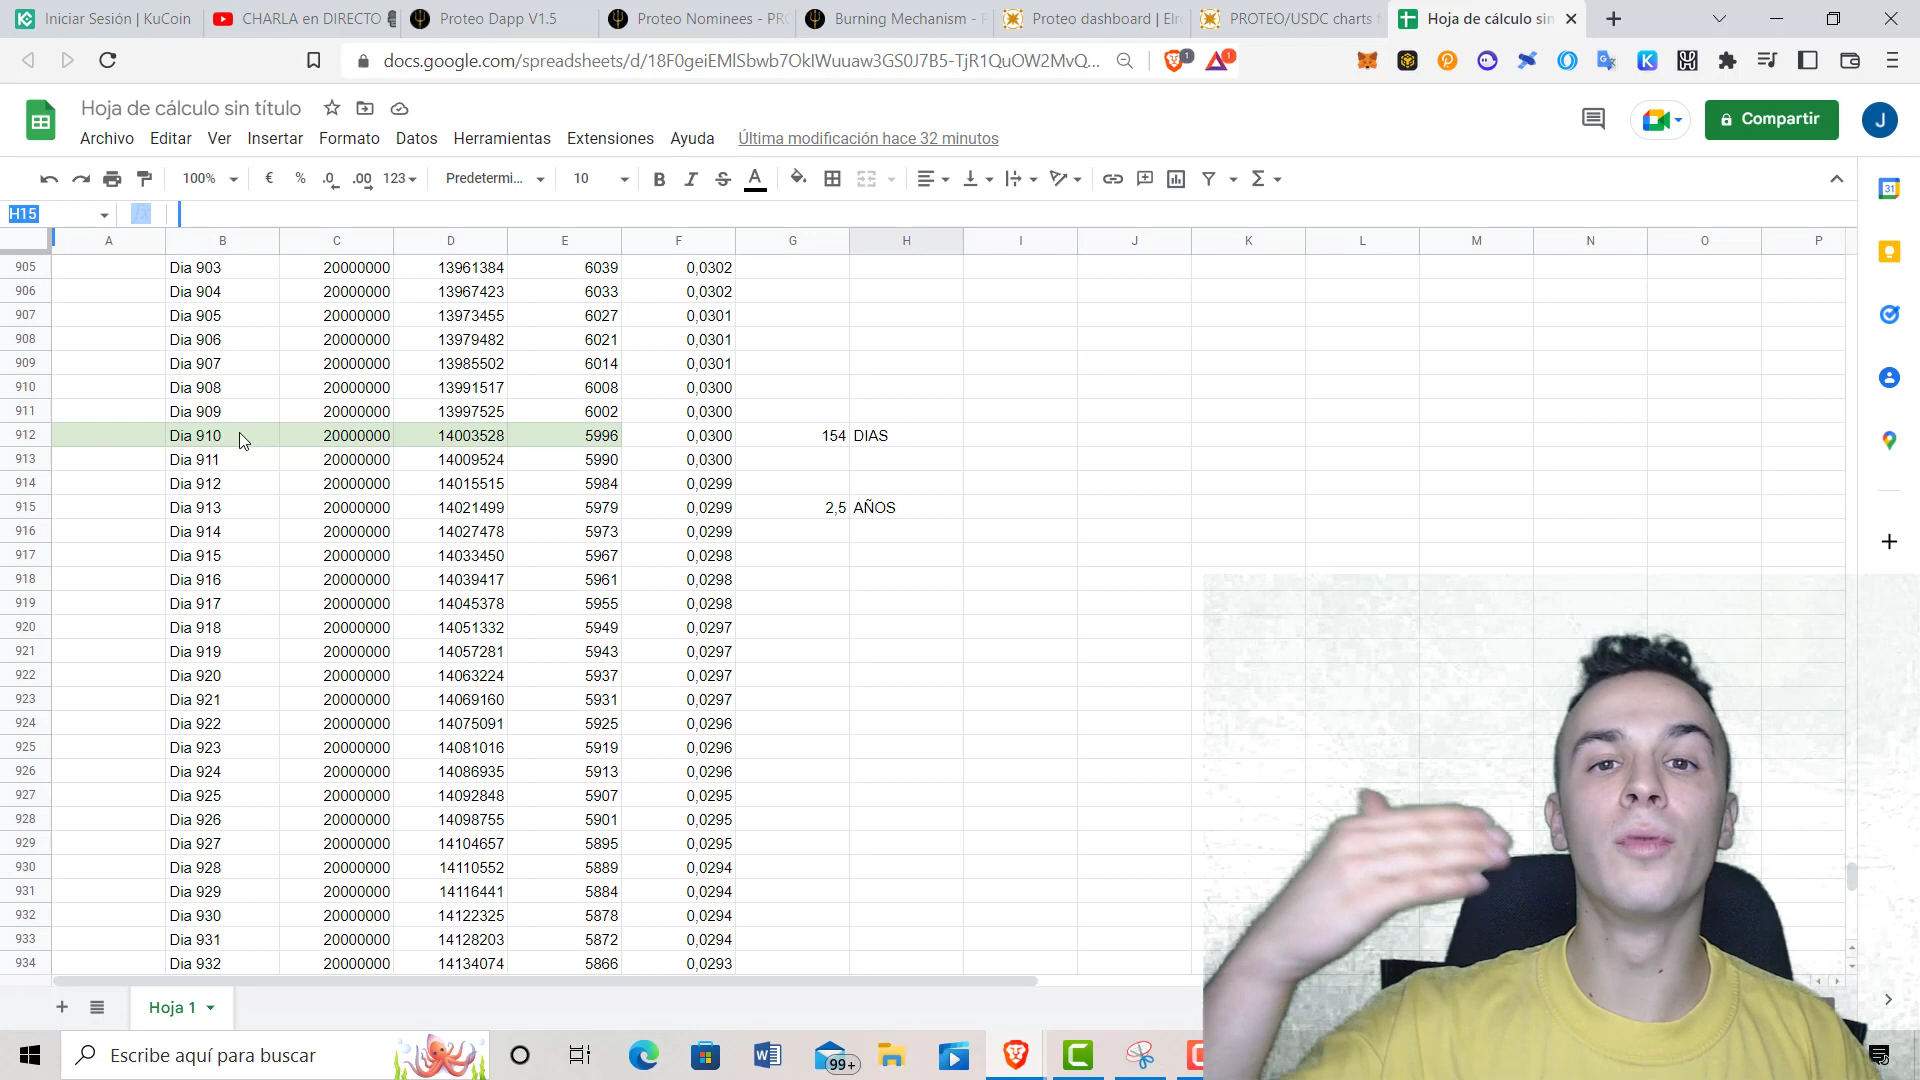 Iniciar Sesión | KuCoin
CHARLA en DIRECTO
Proteo Dapp V1.5
Proteo Nominees - PRO
Burning Mechanism - P
Proteo dashboard | Elro
PROTEO/USDC charts f
Hoja de cálculo sin
docs.google.com/spreadsheets/d/18F0geiEMlSbwb7OklWuuaw3GS0J7B5-TjR1QuOW2MvQ...
1
1
Hoja de cálculo sin título
Archivo Editar Ver Insertar Formato Datos Herramientas Extensiones Ayuda Última modificación hace 32 minutos
Compartir
J
100% € % .0 .00 123 Predetermi... 10 B I S A
31
H15 fx
A B C D E F G H I J K L M N O P
905 Dia 903 20000000 13961384 6039 0,0302
906 Dia 904 20000000 13967423 6033 0,0302
907 Dia 905 20000000 13973455 6027 0,0301
908 Dia 906 20000000 13979482 6021 0,0301
909 Dia 907 20000000 13985502 6014 0,0301
910 Dia 908 20000000 13991517 6008 0,0300
911 Dia 909 20000000 13997525 6002 0,0300
912 Dia 910 20000000 14003528 5996 0,0300 154 DIAS
913 Dia 911 20000000 14009524 5990 0,0300
914 Dia 912 20000000 14015515 5984 0,0299
915 Dia 913 20000000 14021499 5979 0,0299 2,5 AÑOS
916 Dia 914 20000000 14027478 5973 0,0299
917 Dia 915 20000000 14033450 5967 0,0298
918 Dia 916 20000000 14039417 5961 0,0298
919 Dia 917 20000000 14045378 5955 0,0298
920 Dia 918 20000000 14051332 5949 0,0297
921 Dia 919 20000000 14057281 5943 0,0297
922 Dia 920 20000000 14063224 5937 0,0297
923 Dia 921 20000000 14069160 5931 0,0297
924 Dia 922 20000000 14075091 5925 0,0296
925 Dia 923 20000000 14081016 5919 0,0296
926 Dia 924 20000000 14086935 5913 0,0296
927 Dia 925 20000000 14092848 5907 0,0295
928 Dia 926 20000000 14098755 5901 0,0295
929 Dia 927 20000000 14104657 5895 0,0295
930 Dia 928 20000000 14110552 5889 0,0294
931 Dia 929 20000000 14116441 5884 0,0294
932 Dia 930 20000000 14122325 5878 0,0294
933 Dia 931 20000000 14128203 5872 0,0294
934 Dia 932 20000000 14134074 5866 0,0293
Hoja 1
Escribe aquí para buscar
99+